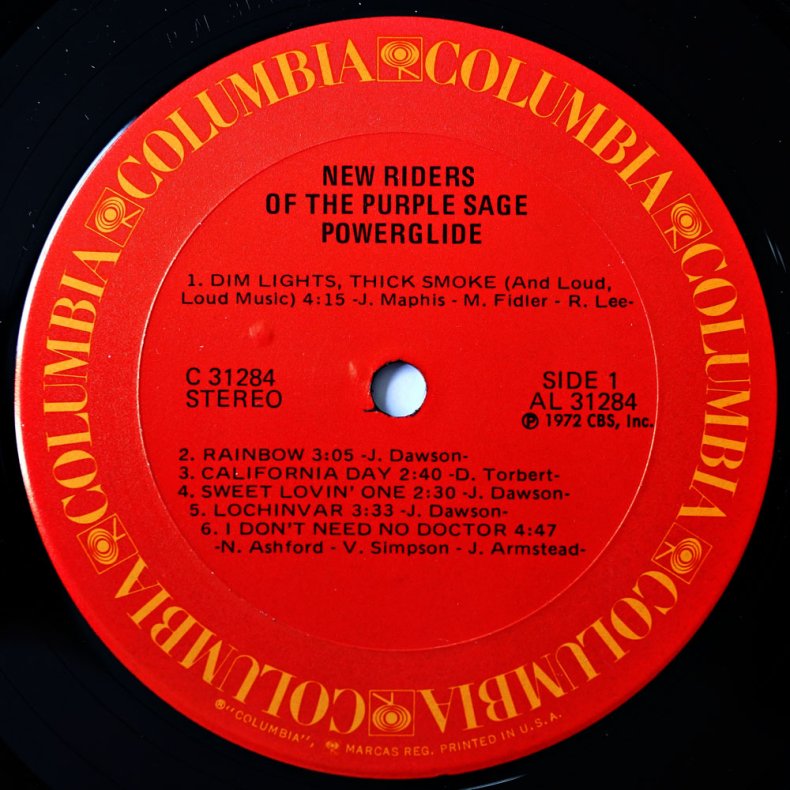 COLUMBIA COLUMBIA COLUMBIA COLUMBIA COLUMBIA COLUMBIA
NEW RIDERS
OF THE PURPLE SAGE
POWERGLIDE
1. DIM LIGHTS, THICK SMOKE (And Loud,
Loud Music) 4:15 -J. Maphis - M. Fidler - R. Lee-
C 31284
STEREO
SIDE 1
AL 31284
℗ 1972 CBS, Inc.
2. RAINBOW 3:05 -J. Dawson-
3. CALIFORNIA DAY 2:40 -D. Torbert-
4. SWEET LOVIN' ONE 2:30 -J. Dawson-
5. LOCHINVAR 3:33 -J. Dawson-
6. I DON'T NEED NO DOCTOR 4:47
-N. Ashford - V. Simpson - J. Armstead-
®"COLUMBIA", MARCAS REG. PRINTED IN U.S.A.